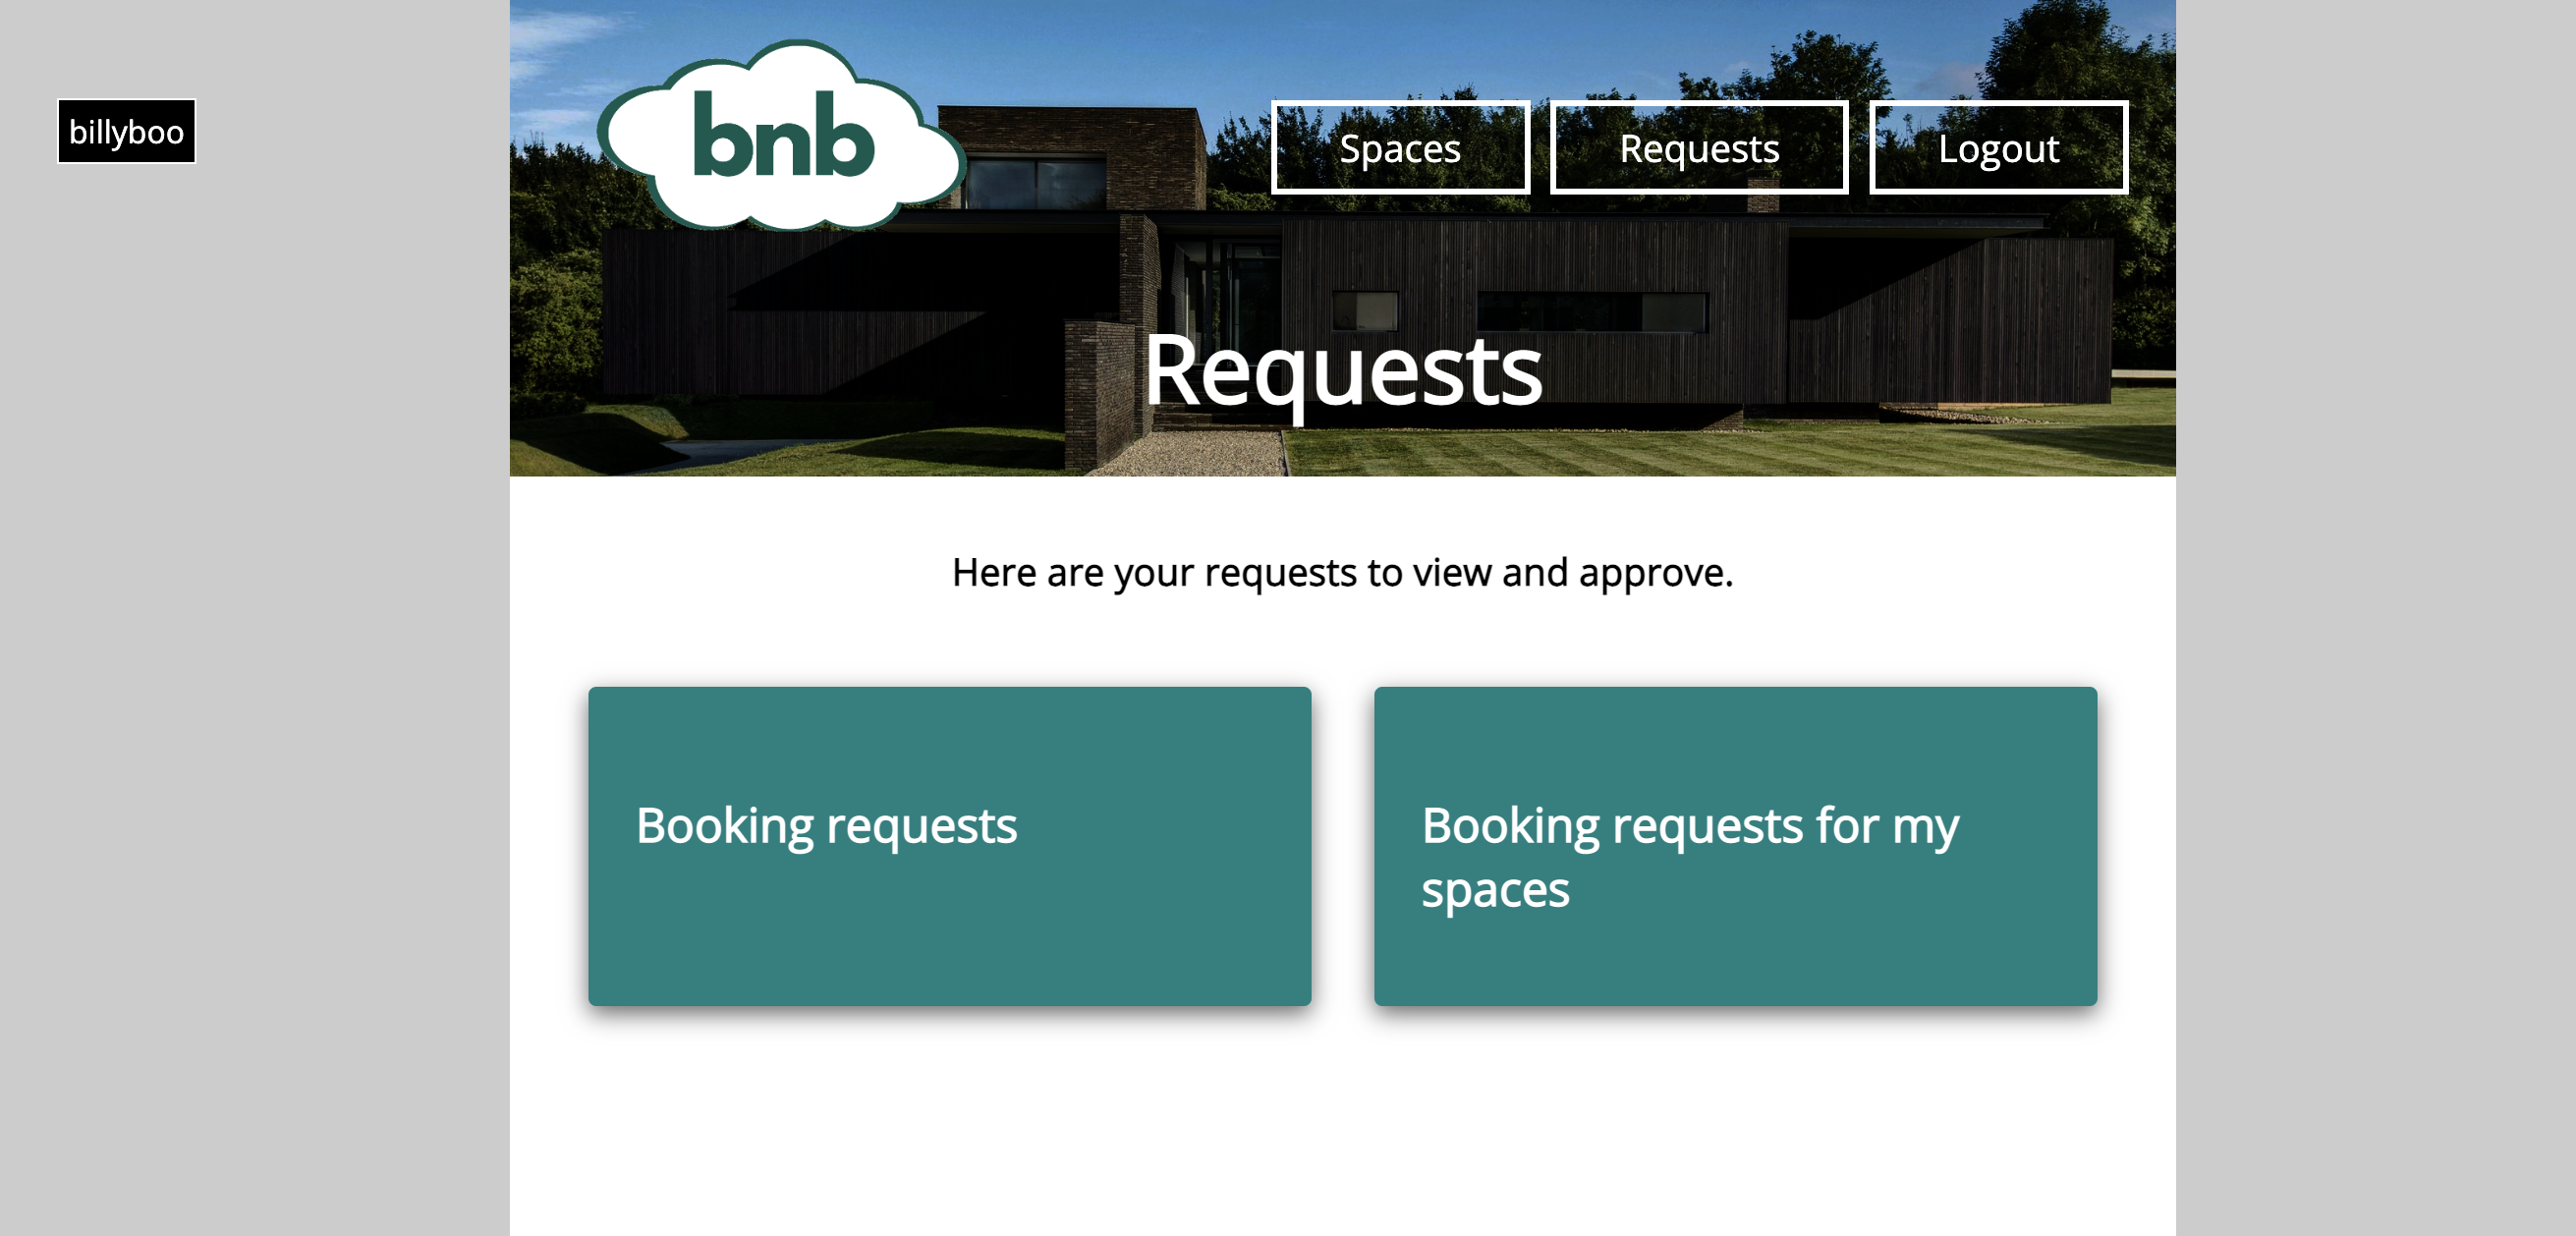 billyboo
bnb
Spaces
Requests
Logout
Requests
Here are your requests to view and approve.
Booking requests
Booking requests for my
spaces